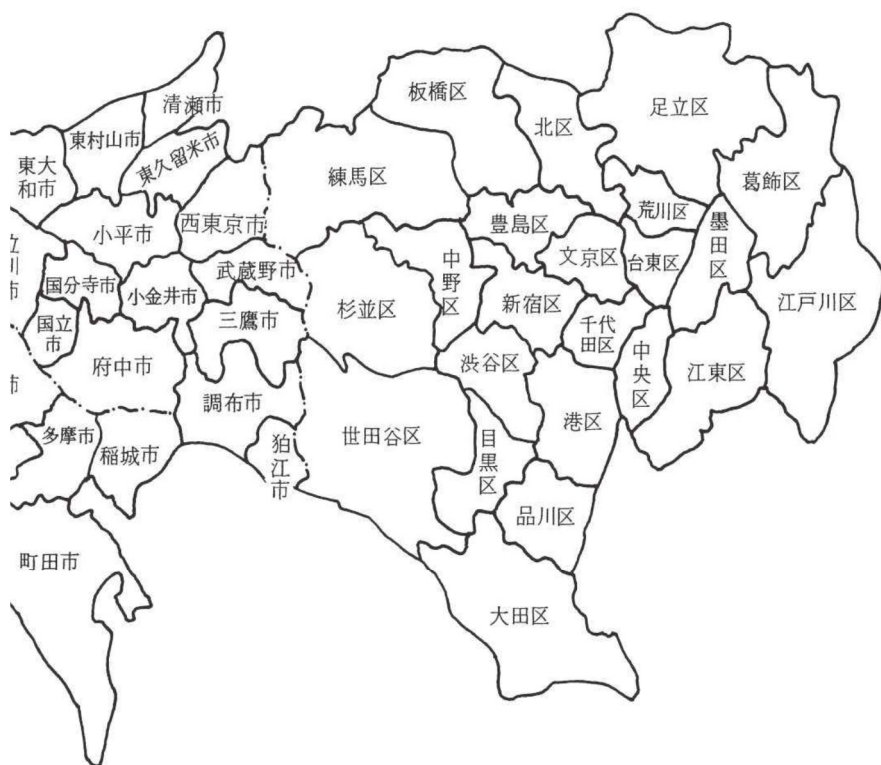 板橋区
足立区
清瀬市
北区
東村山市
東久留米市
東大
和市
練馬区
葛飾区
荒川区
豊島区
墨田区
西東京市
小平市
文京区
台東区
立川市
中野区
武蔵野市
国分寺市
小金井市
杉並区
新宿区
江戸川区
国立
市
三鷹市
千代
田区
中央区
府中市
渋谷区
江東区
市
調布市
多摩市
稲城市
狛江市
世田谷区
目黒区
港区
品川区
町田市
大田区